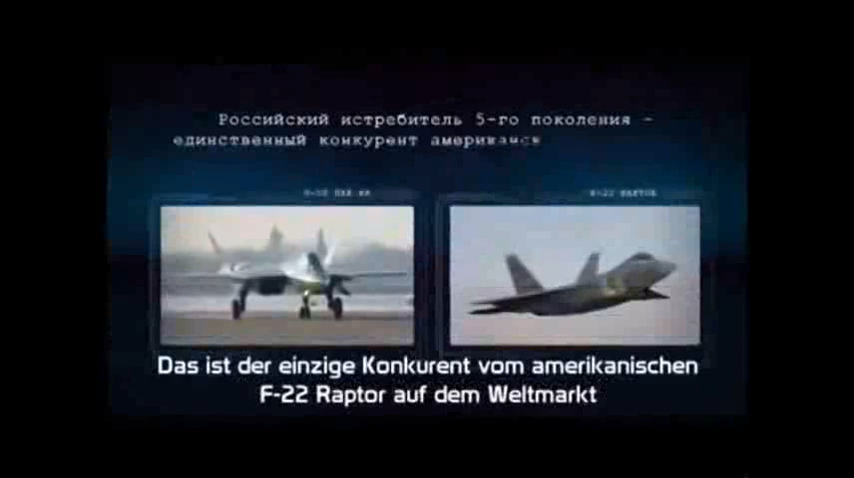 Российский истребитель 5-го поколения -
единственный конкурент американск
Das ist der einzige Konkurent vom amerikanischen
F-22 Raptor auf dem Weltmarkt